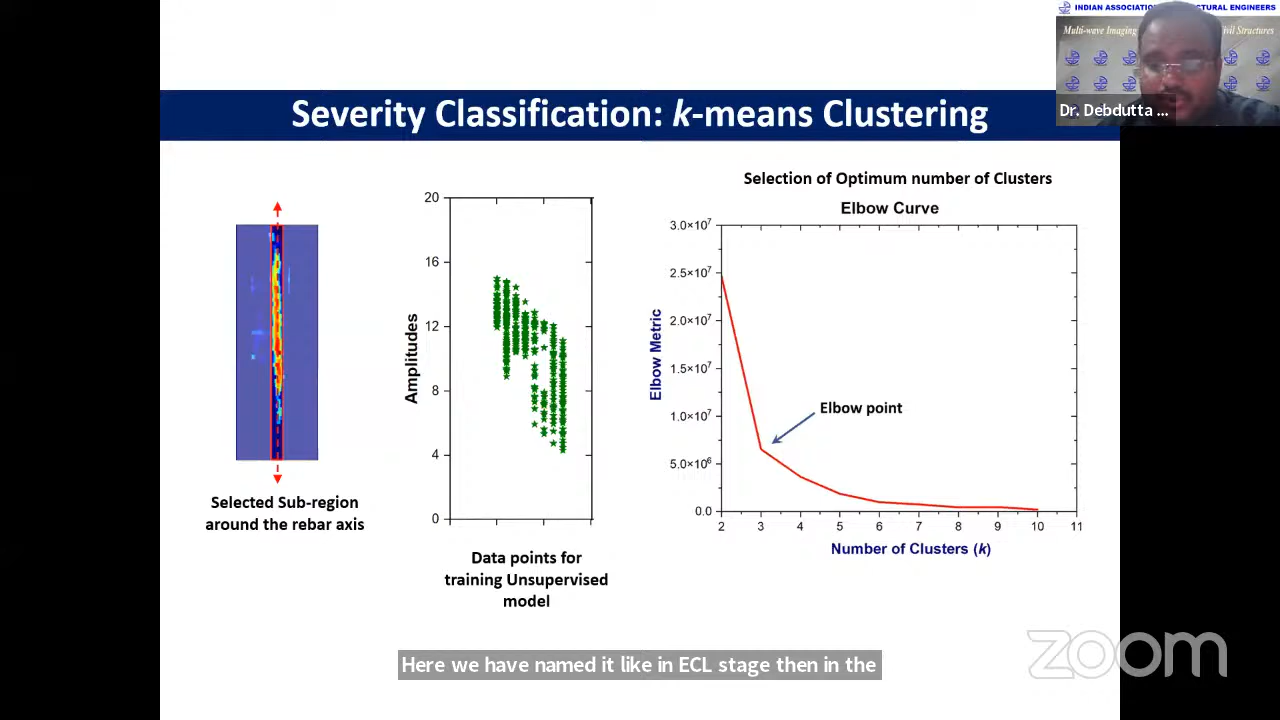 INDIAN ASSOCIAT
CTURAL ENGINEERS
Multi-wave Imaging
ivil Structures
Dr. Debdutta ...
Severity Classification: k-means Clustering
Selected Sub-region
around the rebar axis
20
16
12
8
4
0
Amplitudes
Data points for
training Unsupervised
model
Selection of Optimum number of Clusters
Elbow Curve
3.0×10⁷
2.5×10⁷
2.0×10⁷
1.5×10⁷
1.0×10⁷
5.0×10⁶
0.0
Elbow Metric
Elbow point
2 3 4 5 6 7 8 9 10 11
Number of Clusters (k)
Here we have named it like in ECL stage then in the
zoom